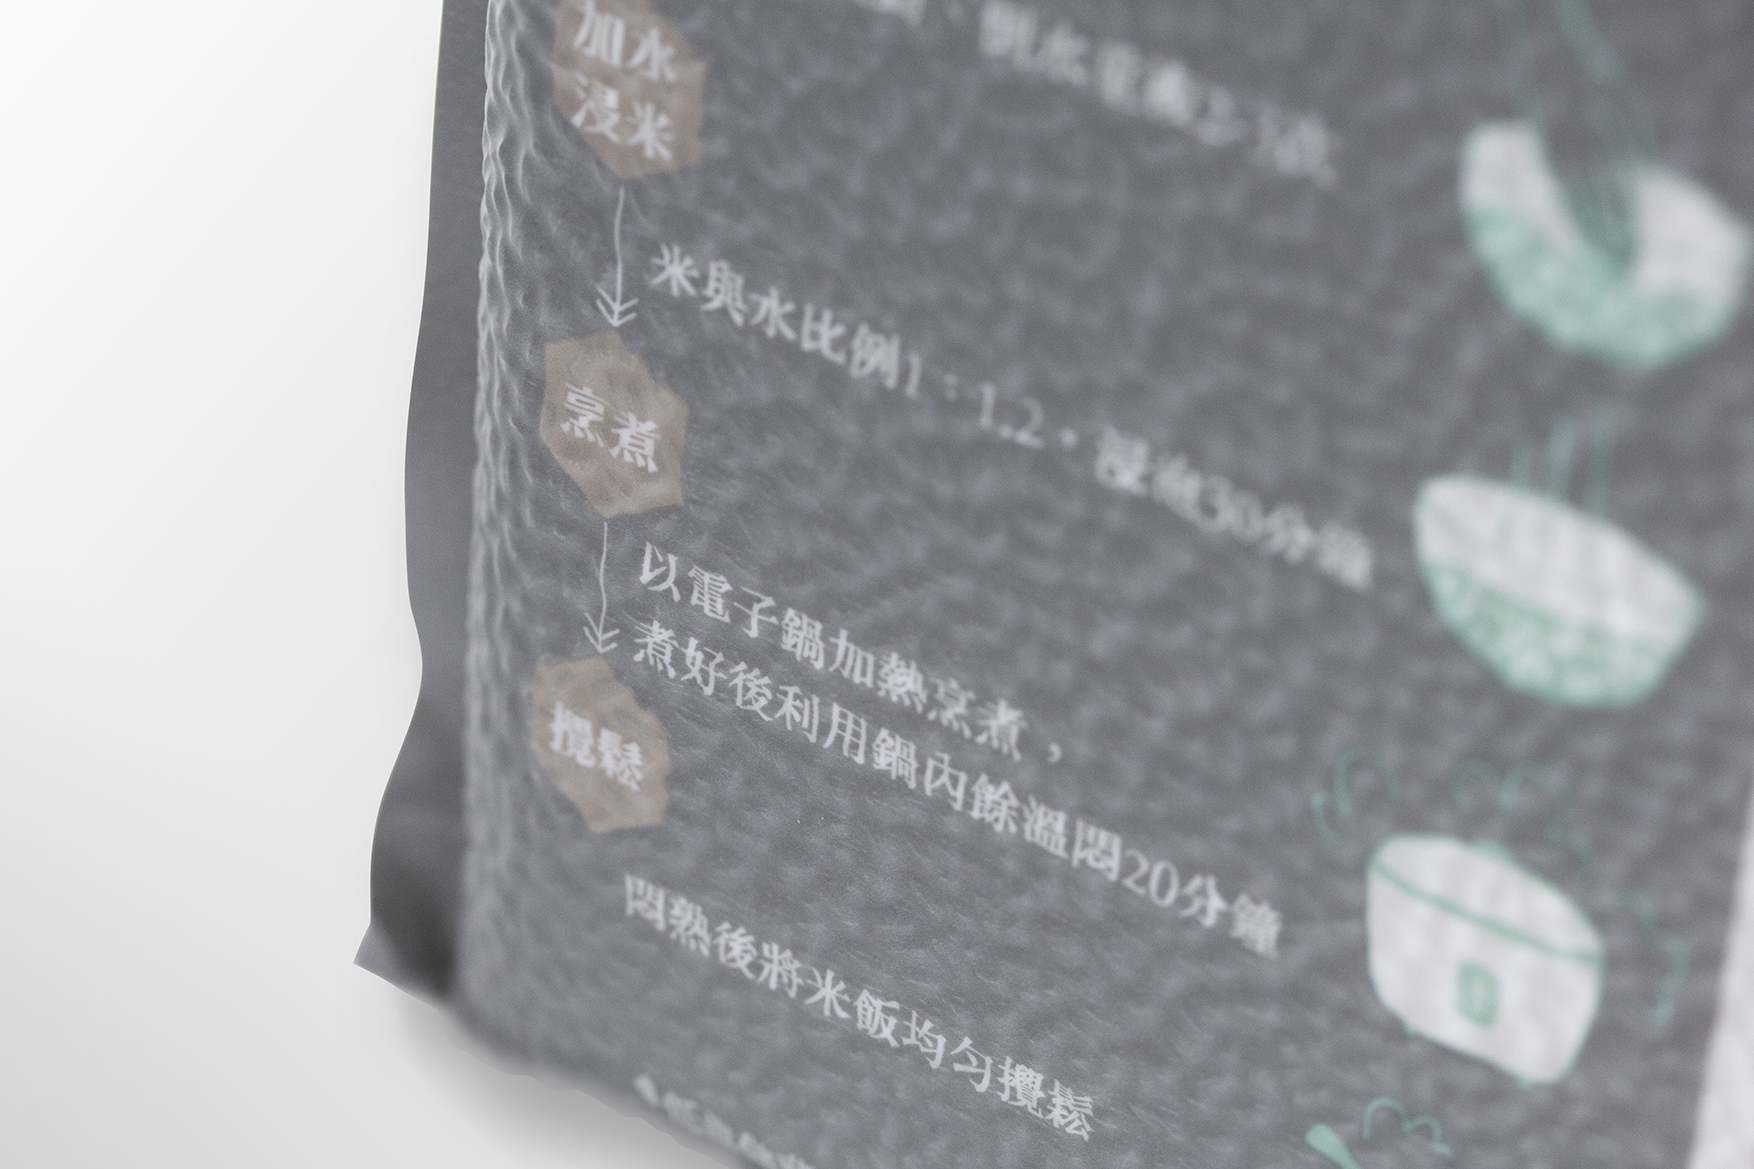 加水
浸米
米與水比例1：1.2，浸泡30分鐘
烹煮
以電子鍋加熱烹煮，
煮好後利用鍋內餘溫悶20分鐘
攪鬆
悶熟後將米飯均勻攪鬆